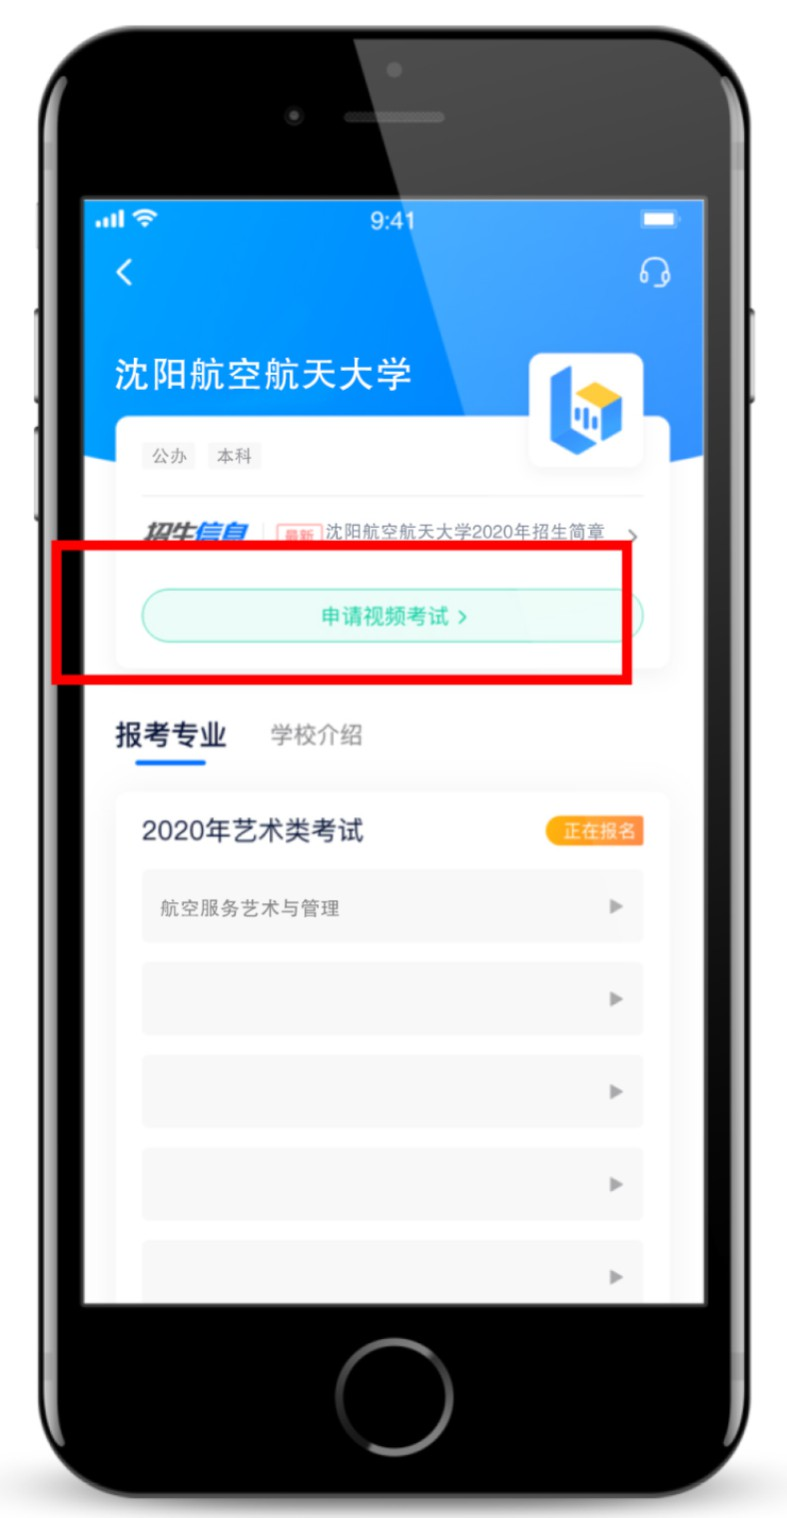 9:41
沈阳航空航天大学
公办 本科
招生信息 最新 沈阳航空航天大学2020年招生简章
申请视频考试
报考专业 学校介绍
2020年艺术类考试 正在报名
航空服务艺术与管理